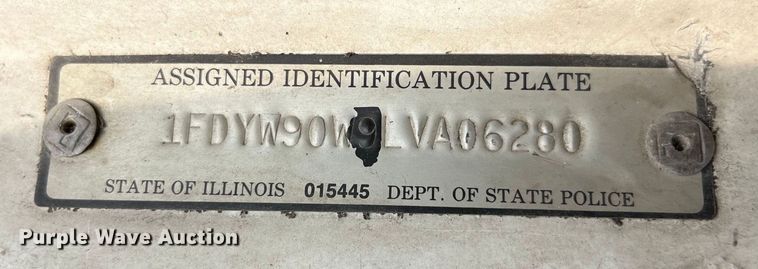 ASSIGNED IDENTIFICATION PLATE
1FDYW90W9LVA06280
STATE OF ILLINOIS 015445 DEPT. OF STATE POLICE
Purple Wave Auction